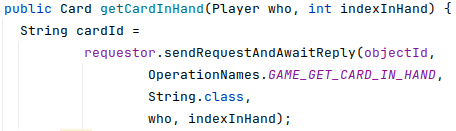 public Card getCardInHand(Player who, int indexInHand) {
String cardId =
requestor.sendRequestAndAwaitReply(objectId,
OperationNames.GAME_GET_CARD_IN_HAND,
String.class,
who, indexInHand);